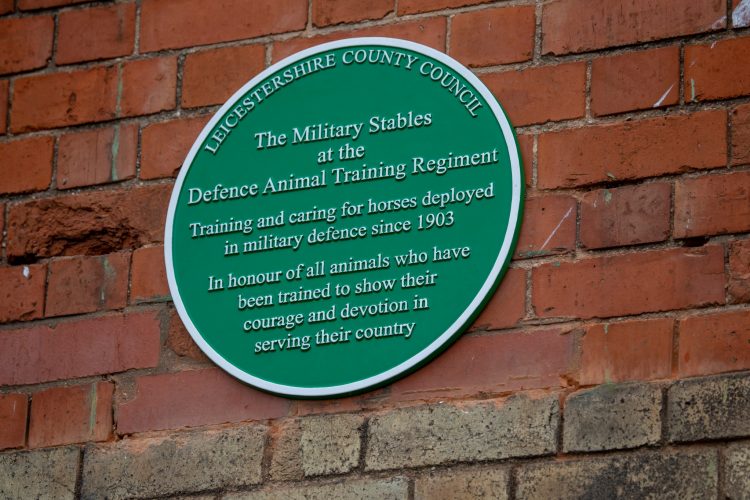 LEICESTERSHIRE COUNTY COUNCIL
The Military Stables
at the
Defence Animal Training Regiment
Training and caring for horses deployed
in military defence since 1903
In honour of all animals who have
been trained to show their
courage and devotion in
serving their country